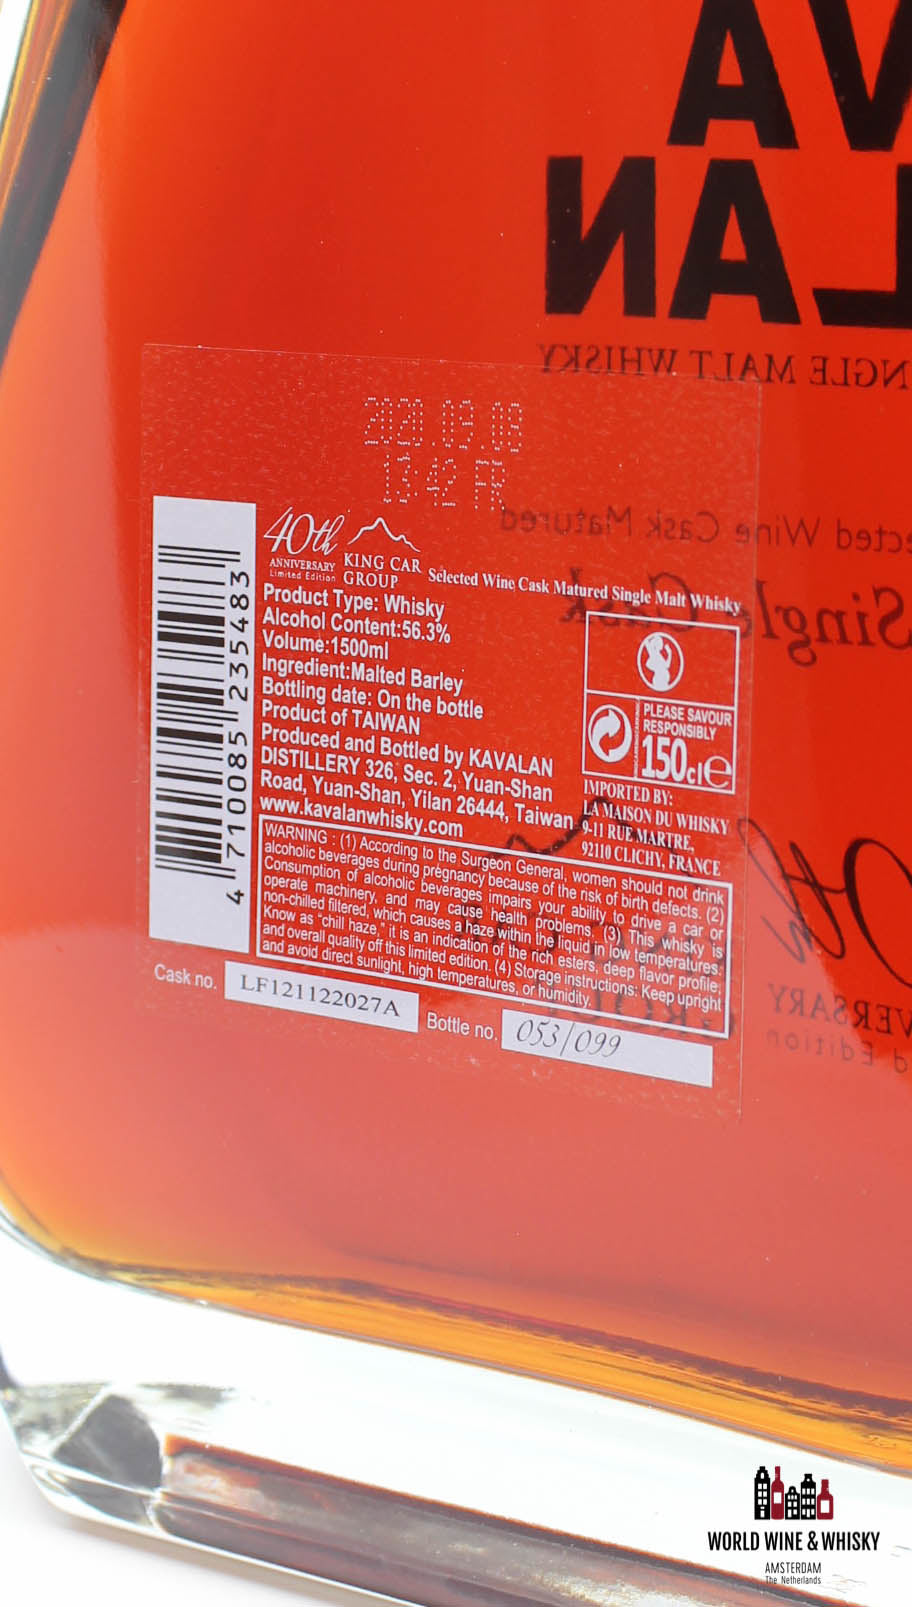 VA
LAN
NGLE MALT WHISKY
ected Wine Cask Matured
Single Cask
0th
VERSARY
d Edition
GROUP
2020.09.08
13:42 FR
40th
ANNIVERSARY
Limited Edition
KING CAR
GROUP
Selected Wine Cask Matured Single Malt Whisky
Product Type: Whisky
Alcohol Content:56.3%
Volume:1500ml
Ingredient:Malted Barley
Bottling date: On the bottle
Product of TAIWAN
Produced and Bottled by KAVALAN
DISTILLERY 326, Sec. 2, Yuan-Shan
Road, Yuan-Shan, Yilan 26444, Taiwan
www.kavalanwhisky.com
PLEASE SAVOUR
RESPONSIBLY
150cl℮
IMPORTED BY:
LA MAISON DU WHISKY
9-11 RUE MARTRE,
92110 CLICHY, FRANCE
WARNING : (1) According to the Surgeon General, women should not drink
alcoholic beverages during pregnancy because of the risk of birth defects. (2)
Consumption of alcoholic beverages impairs your ability to drive a car or
operate machinery, and may cause health problems. (3) This whisky is
non-chilled filtered, which causes a haze within the liquid in low temperatures.
Know as "chill haze," it is an indication of the rich esters, deep flavor profile,
and overall quality off this limited edition. (4) Storage instructions: Keep upright
and avoid direct sunlight, high temperatures, or humidity.
4 710085 235483
Cask no. LF121122027A
Bottle no. 053/099
WORLD WINE & WHISKY
AMSTERDAM
The Netherlands